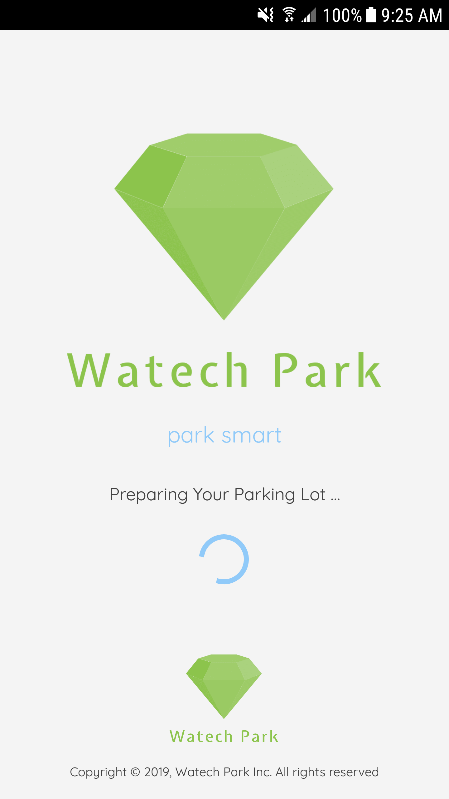 100% 9:25 AM
Watech Park
park smart
Preparing Your Parking Lot ...
Watech Park
Copyright © 2019, Watech Park Inc. All rights reserved